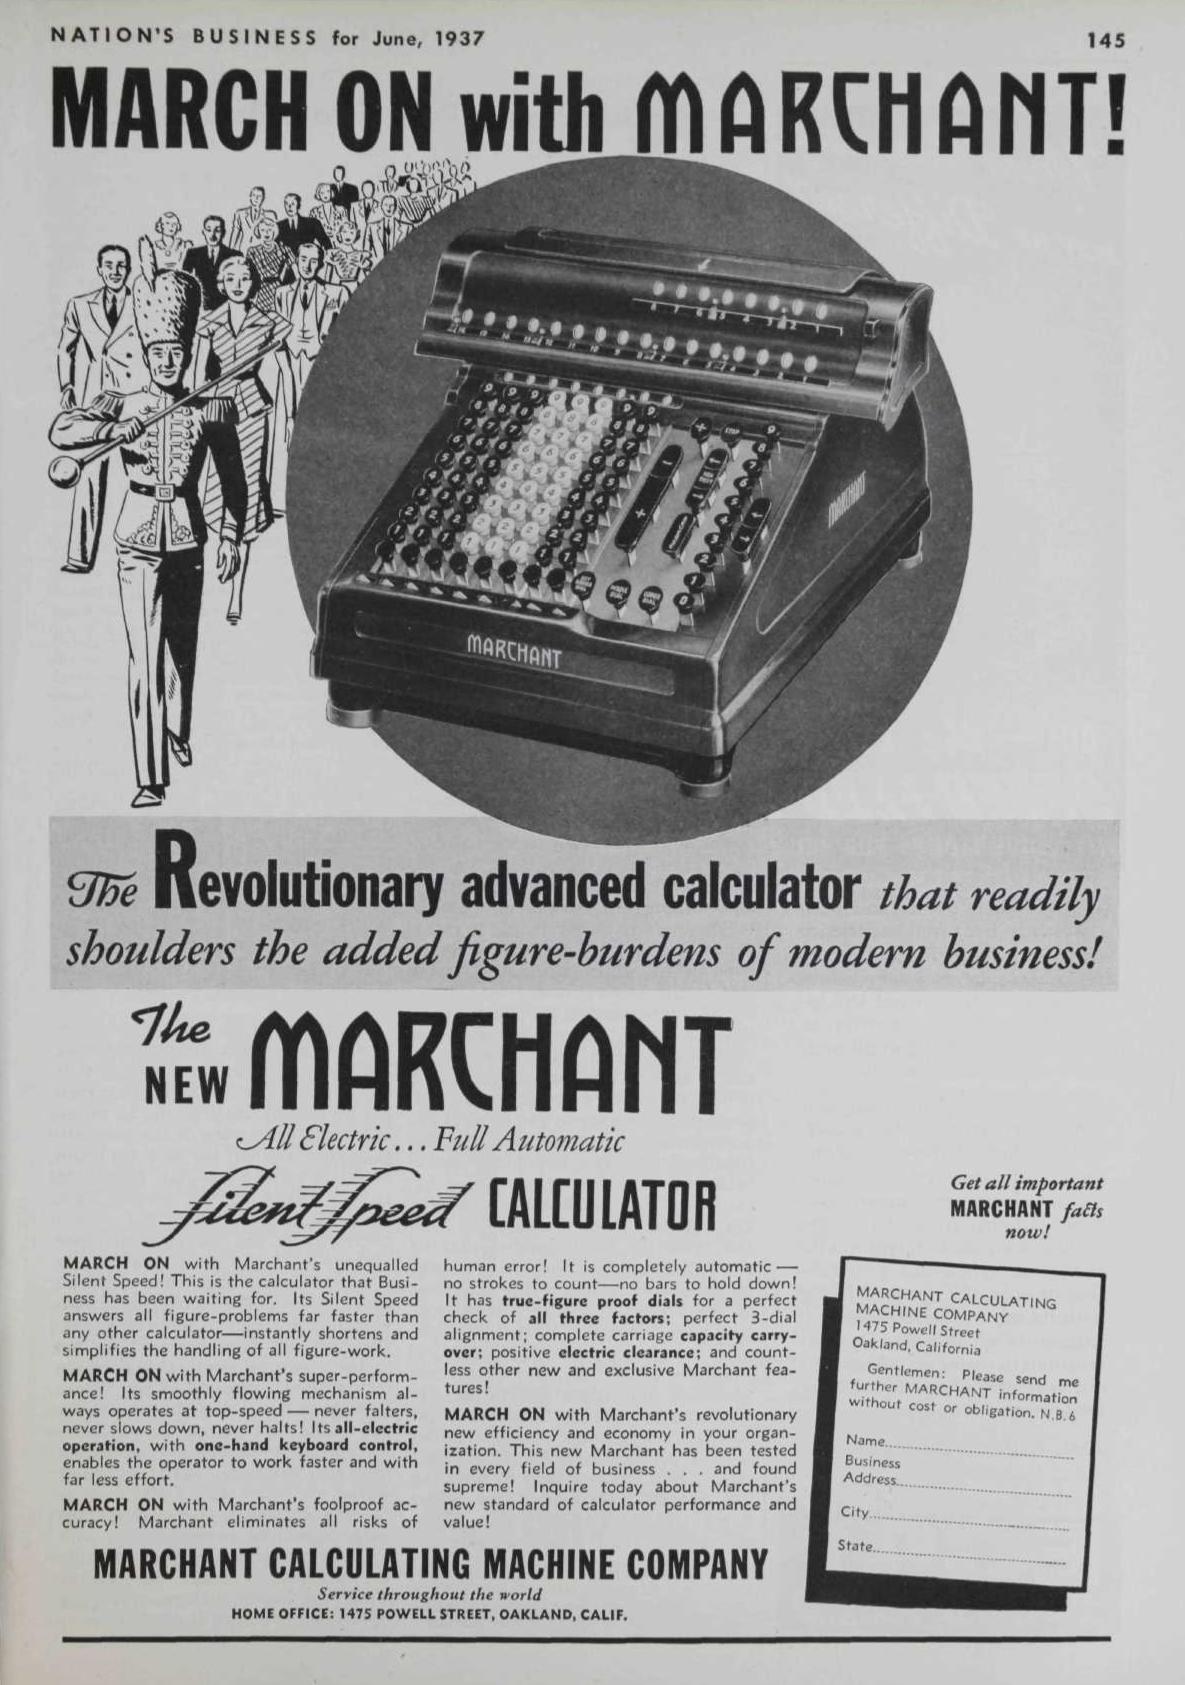 NATION'S BUSINESS for June, 1937
145
MARCH ON with MARCHANT!
MARCHANT
MARCHANT
The Revolutionary advanced calculator that readily
shoulders the added figure-burdens of modern business!
The
NEW MARCHANT
All Electric... Full Automatic
Silent Speed CALCULATOR
MARCH ON with Marchant's unequalled
Silent Speed! This is the calculator that Busi-
ness has been waiting for. Its Silent Speed
answers all figure-problems far faster than
any other calculator—instantly shortens and
simplifies the handling of all figure-work.
MARCH ON with Marchant's super-perform-
ance! Its smoothly flowing mechanism al-
ways operates at top-speed — never falters,
never slows down, never halts! Its all-electric
operation, with one-hand keyboard control,
enables the operator to work faster and with
far less effort.
MARCH ON with Marchant's foolproof ac-
curacy! Marchant eliminates all risks of
human error! It is completely automatic —
no strokes to count—no bars to hold down!
It has true-figure proof dials for a perfect
check of all three factors; perfect 3-dial
alignment; complete carriage capacity carry-
over; positive electric clearance; and count-
less other new and exclusive Marchant fea-
tures!
MARCH ON with Marchant's revolutionary
new efficiency and economy in your organ-
ization. This new Marchant has been tested
in every field of business . . . and found
supreme! Inquire today about Marchant's
new standard of calculator performance and
value!
MARCHANT CALCULATING MACHINE COMPANY
Service throughout the world
HOME OFFICE: 1475 POWELL STREET, OAKLAND, CALIF.
Get all important
MARCHANT facts
now!
MARCHANT CALCULATING
MACHINE COMPANY
1475 Powell Street
Oakland, California
Gentlemen: Please send me
further MARCHANT information
without cost or obligation. N.B.6
Name
Business
Address
City
State